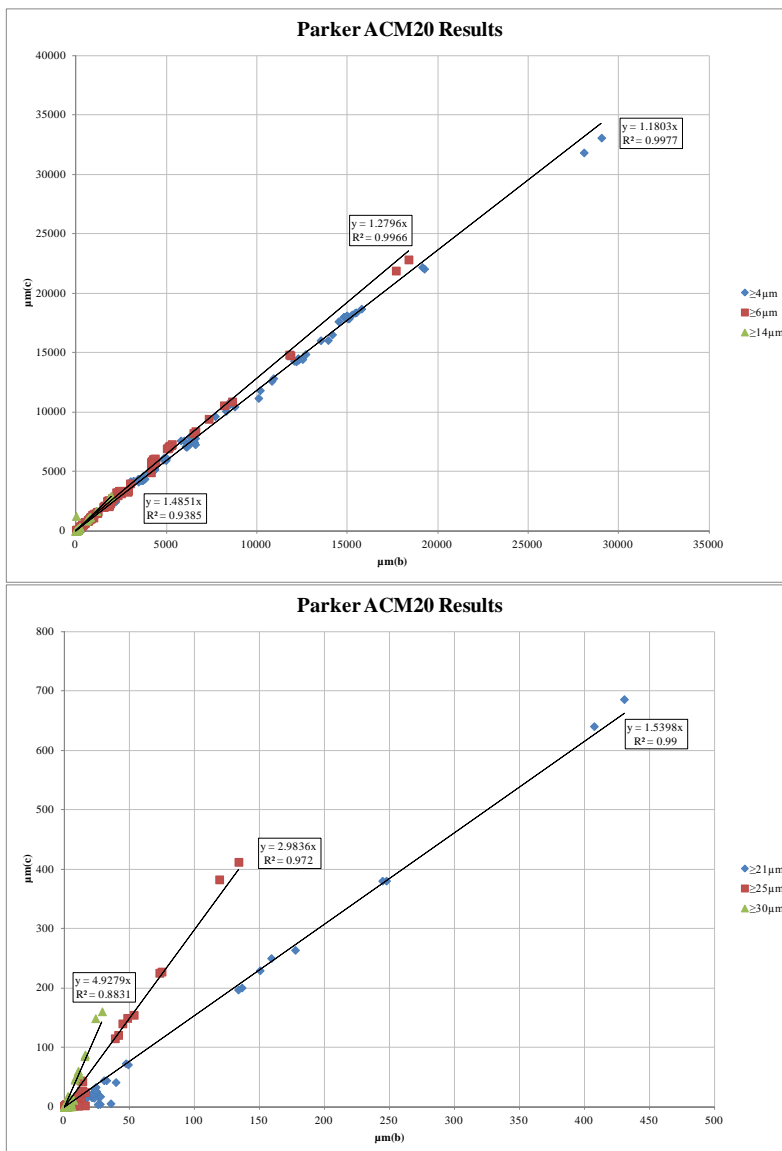 Parker ACM20 Results
40000
35000
30000
25000
20000
15000
10000
5000
0
µm(c)
y = 1.1803x
R² = 0.9977
y = 1.2796x
R² = 0.9966
y = 1.4851x
R² = 0.9385
≥4µm
≥6µm
≥14µm
0 5000 10000 15000 20000 25000 30000 35000
µm(b)
Parker ACM20 Results
800
700
600
500
400
300
200
100
0
µm(c)
y = 1.5398x
R² = 0.99
y = 2.9836x
R² = 0.972
y = 4.9279x
R² = 0.8831
≥21µm
≥25µm
≥30µm
0 50 100 150 200 250 300 350 400 450 500
µm(b)